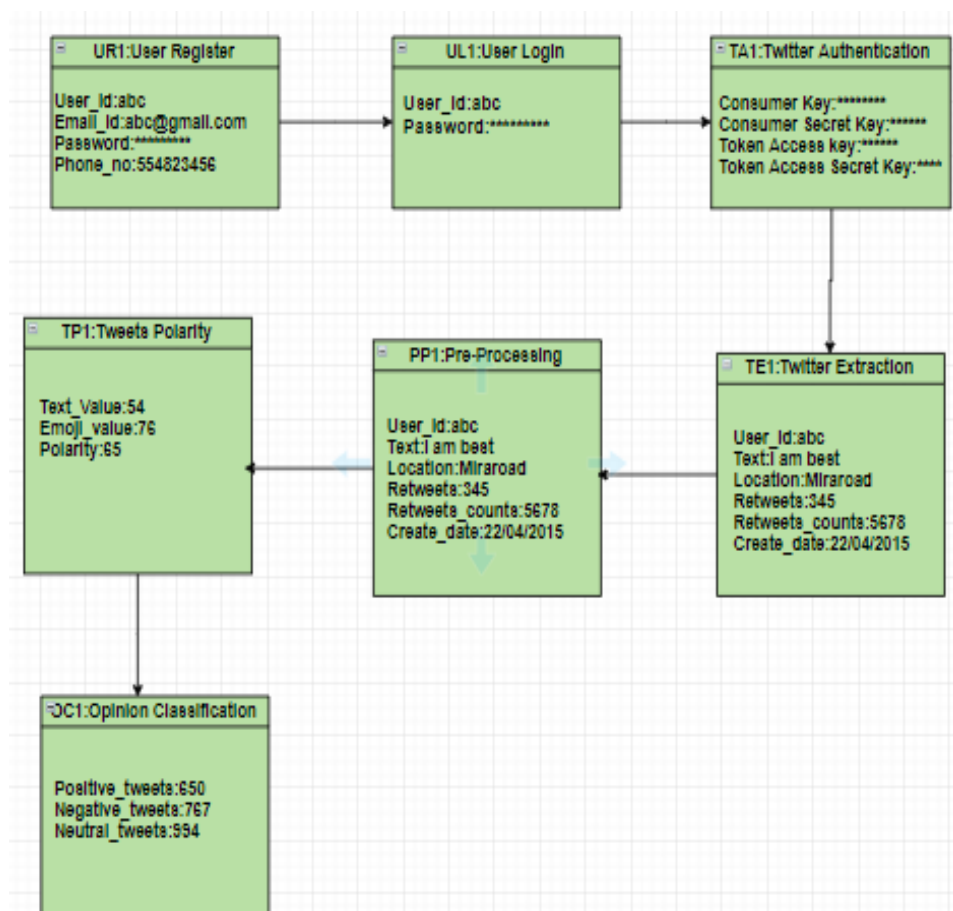 UR1:User Register
User_Id:abc
Email_Id:abc@gmail.com
Password:*********
Phone_no:554823456
UL1:User Login
User_Id:abc
Password:*********
TA1:Twitter Authentication
Consumer Key:********
Consumer Secret Key:******
Token Access key:******
Token Access Secret Key:****
TP1:Tweets Polarity
Text_Value:54
Emoji_value:76
Polarity:65
PP1:Pre-Processing
User_Id:abc
Text:I am best
Location:Miraroad
Retweets:345
Retweets_counts:5678
Create_date:22/04/2015
TE1:Twitter Extraction
User_Id:abc
Text:I am best
Location:Miraroad
Retweets:345
Retweets_counts:5678
Create_date:22/04/2015
OC1:Opinion Classification
Positive_tweets:650
Negative_tweets:767
Neutral_tweets:994